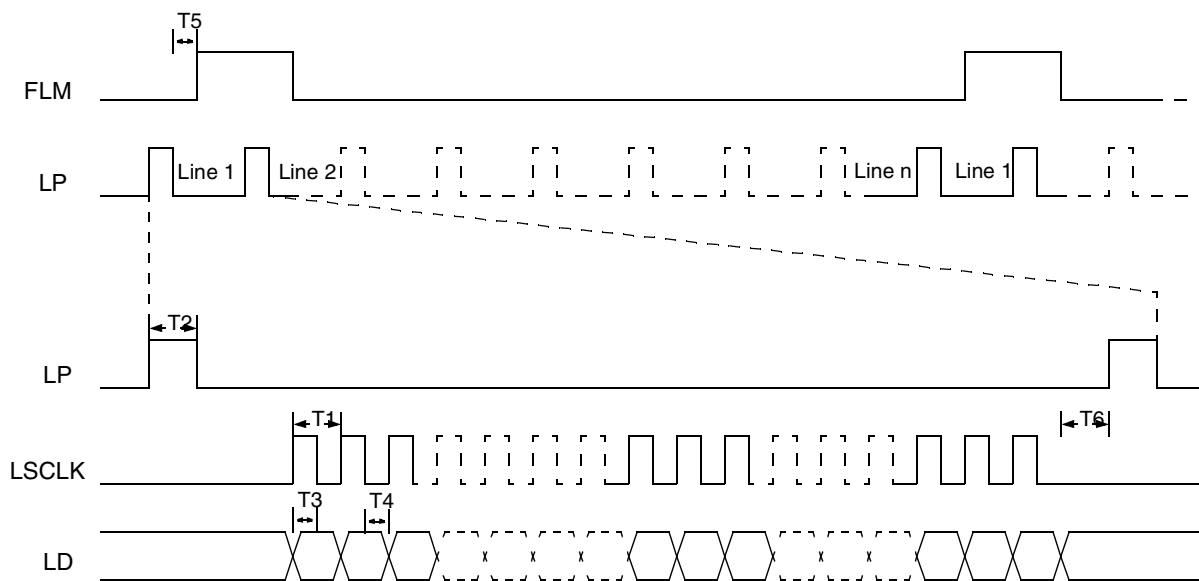 T5
FLM
LP
Line 1
Line 2
Line n
Line 1
T2
LP
T1
T6
LSCLK
T3
T4
LD